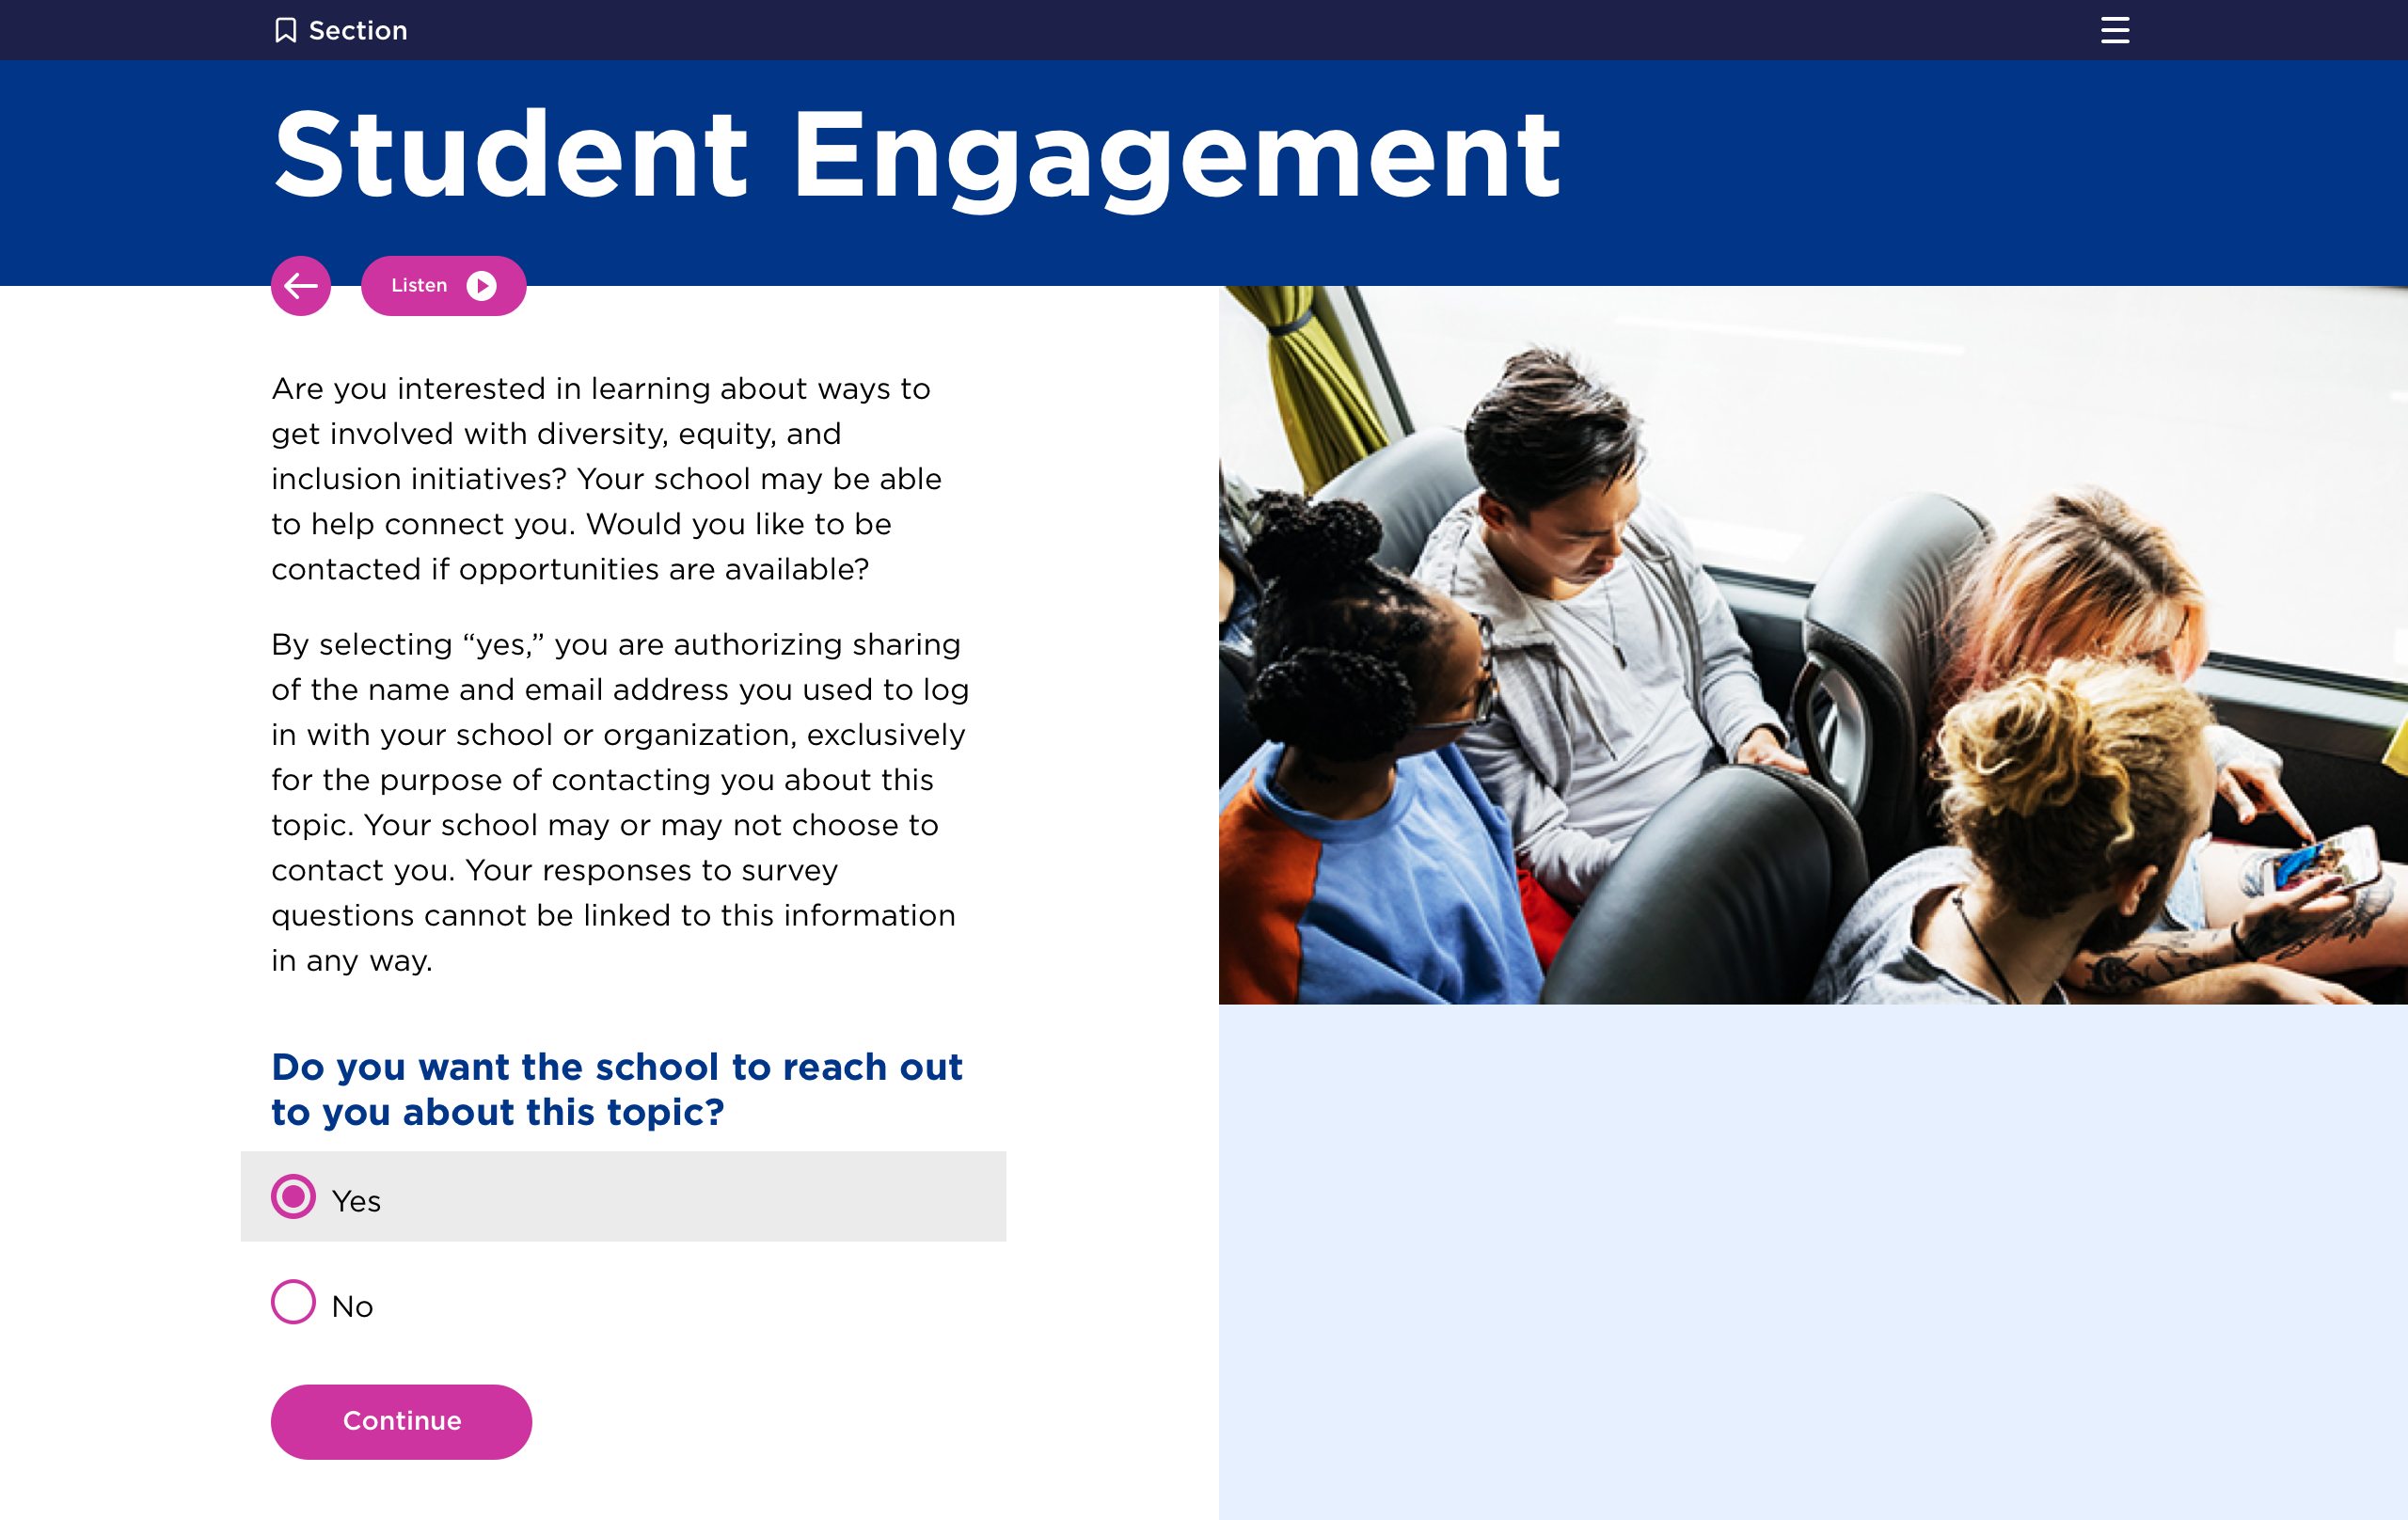 Section
Student Engagement
Listen
Are you interested in learning about ways to
get involved with diversity, equity, and
inclusion initiatives? Your school may be able
to help connect you. Would you like to be
contacted if opportunities are available?
By selecting “yes,” you are authorizing sharing
of the name and email address you used to log
in with your school or organization, exclusively
for the purpose of contacting you about this
topic. Your school may or may not choose to
contact you. Your responses to survey
questions cannot be linked to this information
in any way.
Do you want the school to reach out
to you about this topic?
Yes
No
Continue